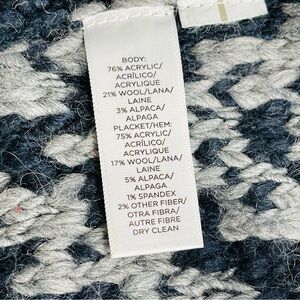 BODY:
76% ACRYLIC/
ACRÍLICO/
ACRYLIQUE
21% WOOL/LANA/
LAINE
3% ALPACA/
ALPAGA
PLACKET/HEM:
75% ACRYLIC/
ACRÍLICO/
ACRYLIQUE
17% WOOL/LANA/
LAINE
5% ALPACA/
ALPAGA
1% SPANDEX
2% OTHER FIBER/
OTRA FIBRA/
AUTRE FIBRE
DRY CLEAN